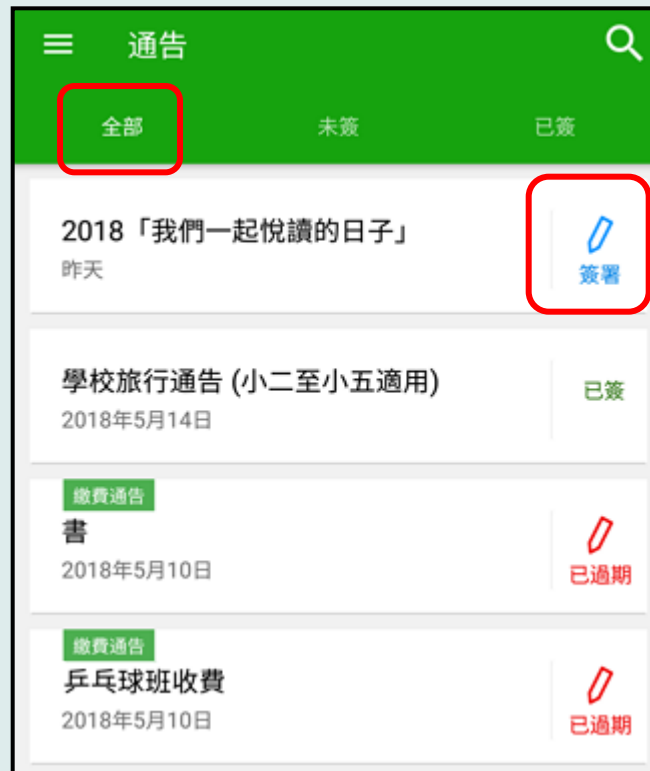 通告
全部 未簽 已簽
2018「我們一起悅讀的日子」
昨天
簽署
學校旅行通告 (小二至小五適用)
2018年5月14日
已簽
繳費通告
書
2018年5月10日
已過期
繳費通告
乒乓球班收費
2018年5月10日
已過期